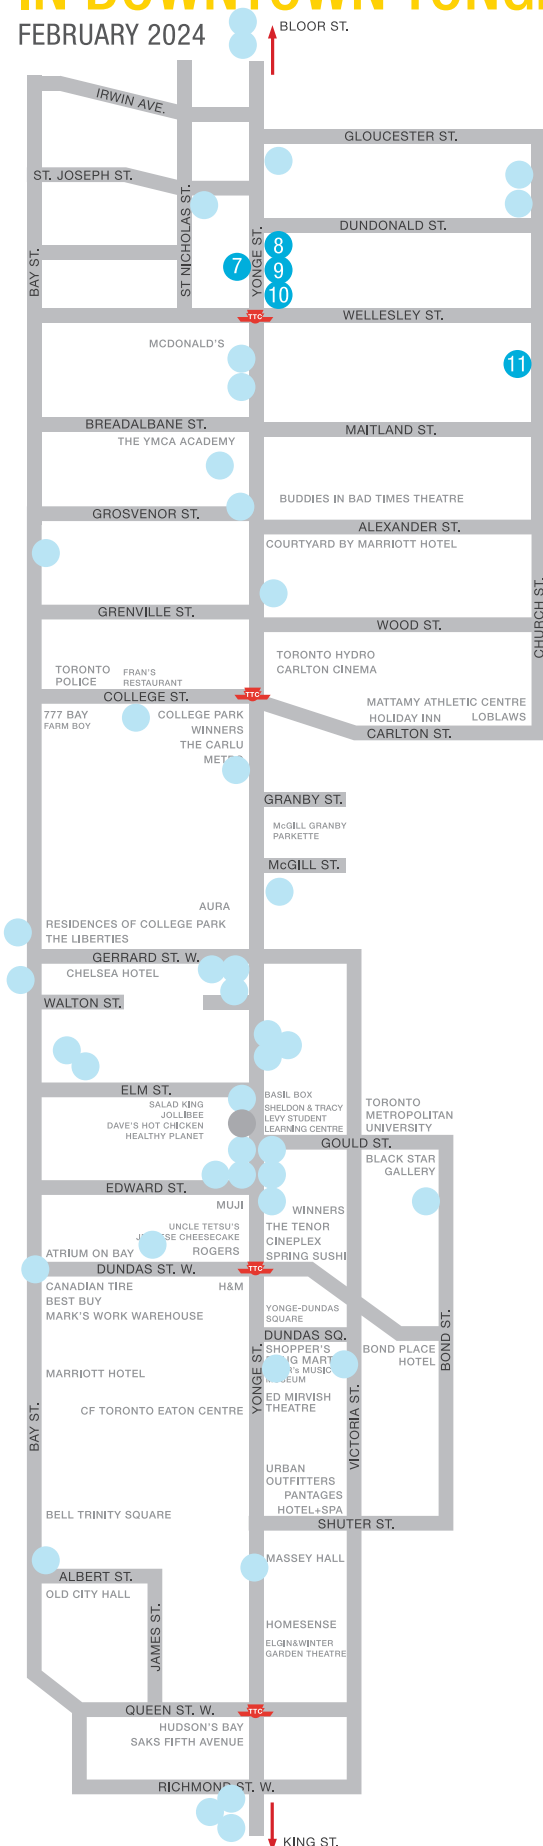 IN DOWNTOWN YONGE
FEBRUARY 2024
BLOOR ST.
IRWIN AVE.
GLOUCESTER ST.
ST. JOSEPH ST.
ST NICHOLAS ST.
DUNDONALD ST.
BAY ST.
YONGE ST.
7
8
9
10
TTC
WELLESLEY ST.
MCDONALD'S
11
BREADALBANE ST.
MAITLAND ST.
THE YMCA ACADEMY
BUDDIES IN BAD TIMES THEATRE
GROSVENOR ST.
ALEXANDER ST.
COURTYARD BY MARRIOTT HOTEL
CHURCH ST.
GRENVILLE ST.
WOOD ST.
TORONTO
POLICE
FRAN'S
RESTAURANT
TORONTO HYDRO
CARLTON CINEMA
COLLEGE ST.
TTC
MATTAMY ATHLETIC CENTRE
HOLIDAY INN
LOBLAWS
CARLTON ST.
777 BAY
FARM BOY
COLLEGE PARK
WINNERS
THE CARLU
GRANBY ST.
McGILL GRANBY
PARKETTE
McGILL ST.
AURA
RESIDENCES OF COLLEGE PARK
THE LIBERTIES
GERRARD ST. W.
CHELSEA HOTEL
WALTON ST.
ELM ST.
SALAD KING
JOLLIBEE
DAVE'S HOT CHICKEN
HEALTHY PLANET
BASIL BOX
SHELDON & TRACY
LEVY STUDENT
LEARNING CENTRE
TORONTO
METROPOLITAN
UNIVERSITY
GOULD ST.
BLACK STAR
GALLERY
EDWARD ST.
MUJI
WINNERS
UNCLE TETSU'S
CHEESECAKE
ROGERS
THE TENOR
CINEPLEX
SPRING SUSHI
ATRIUM ON BAY
DUNDAS ST. W.
TTC
CANADIAN TIRE
BEST BUY
MARK'S WORK WAREHOUSE
H&M
YONGE-DUNDAS
SQUARE
DUNDAS SQ.
BOND ST.
SHOPPER'S
MART
MUSIC
BOND PLACE
HOTEL
YONGE ST.
MARRIOTT HOTEL
ED MIRVISH
THEATRE
CF TORONTO EATON CENTRE
BAY ST.
VICTORIA ST.
URBAN
OUTFITTERS
PANTAGES
HOTEL+SPA
BELL TRINITY SQUARE
SHUTER ST.
MASSEY HALL
ALBERT ST.
OLD CITY HALL
JAMES ST.
HOMESENSE
ELGIN&WINTER
GARDEN THEATRE
QUEEN ST. W.
TTC
HUDSON'S BAY
SAKS FIFTH AVENUE
RICHMOND ST. W.
KING ST.